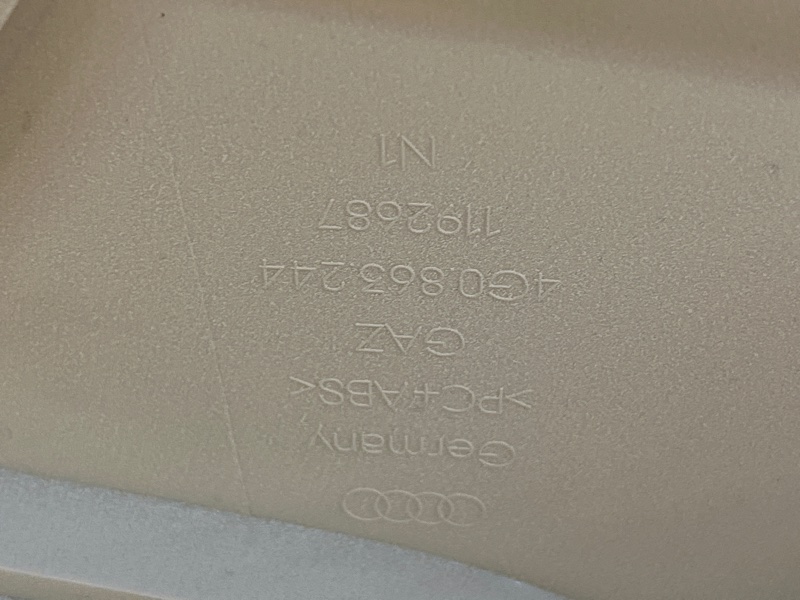 Germany
>PC+ABS<
GAZ
4G0.863.244
1192687
N1